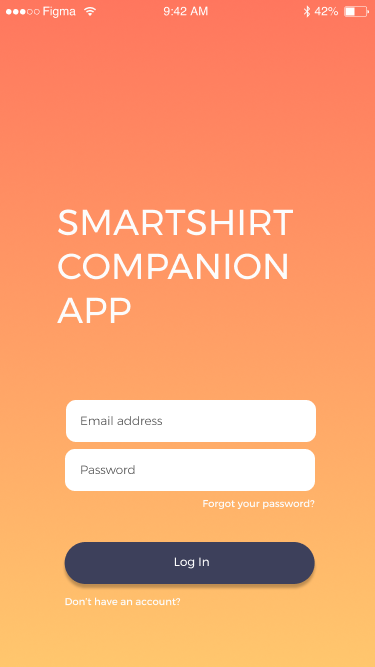 Figma 9:42 AM 42%
SMARTSHIRT
COMPANION
APP
Email address
Password
Forgot your password?
Log In
Don't have an account?